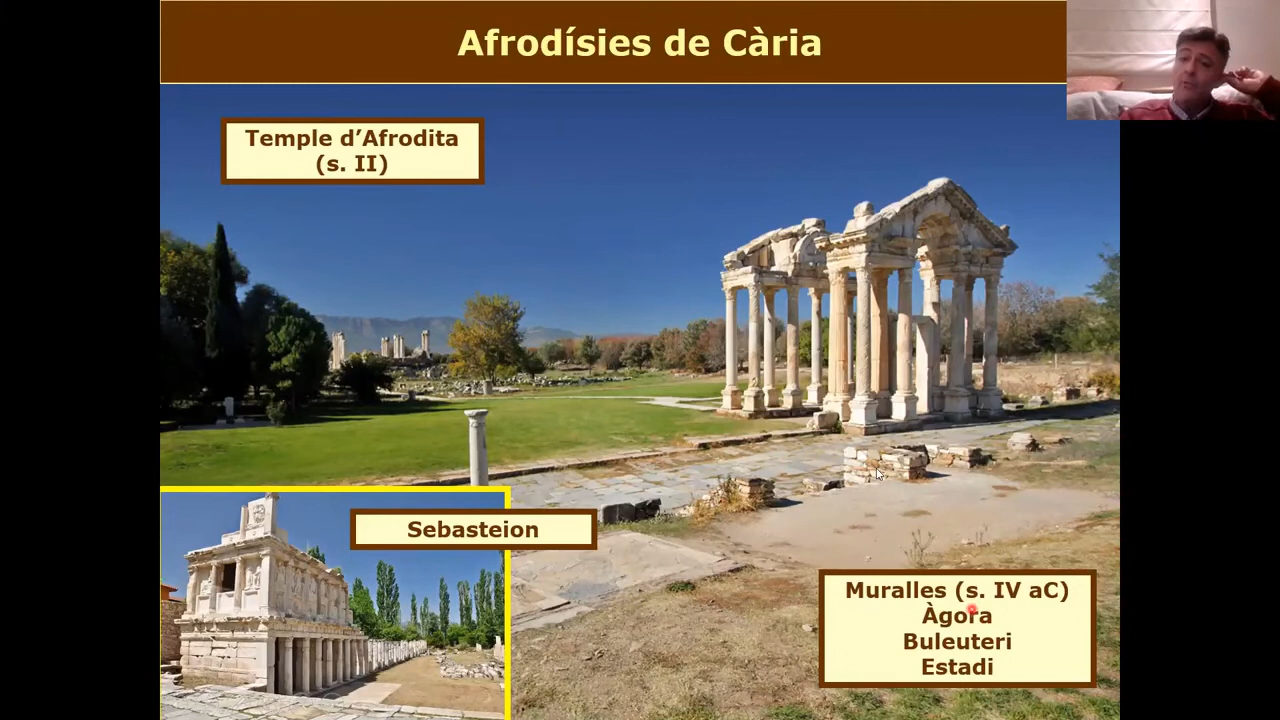 Afrodísies de Cària
Temple d’Afrodita
(s. II)
Sebasteion
Muralles (s. IV aC)
Àgora
Buleuteri
Estadi